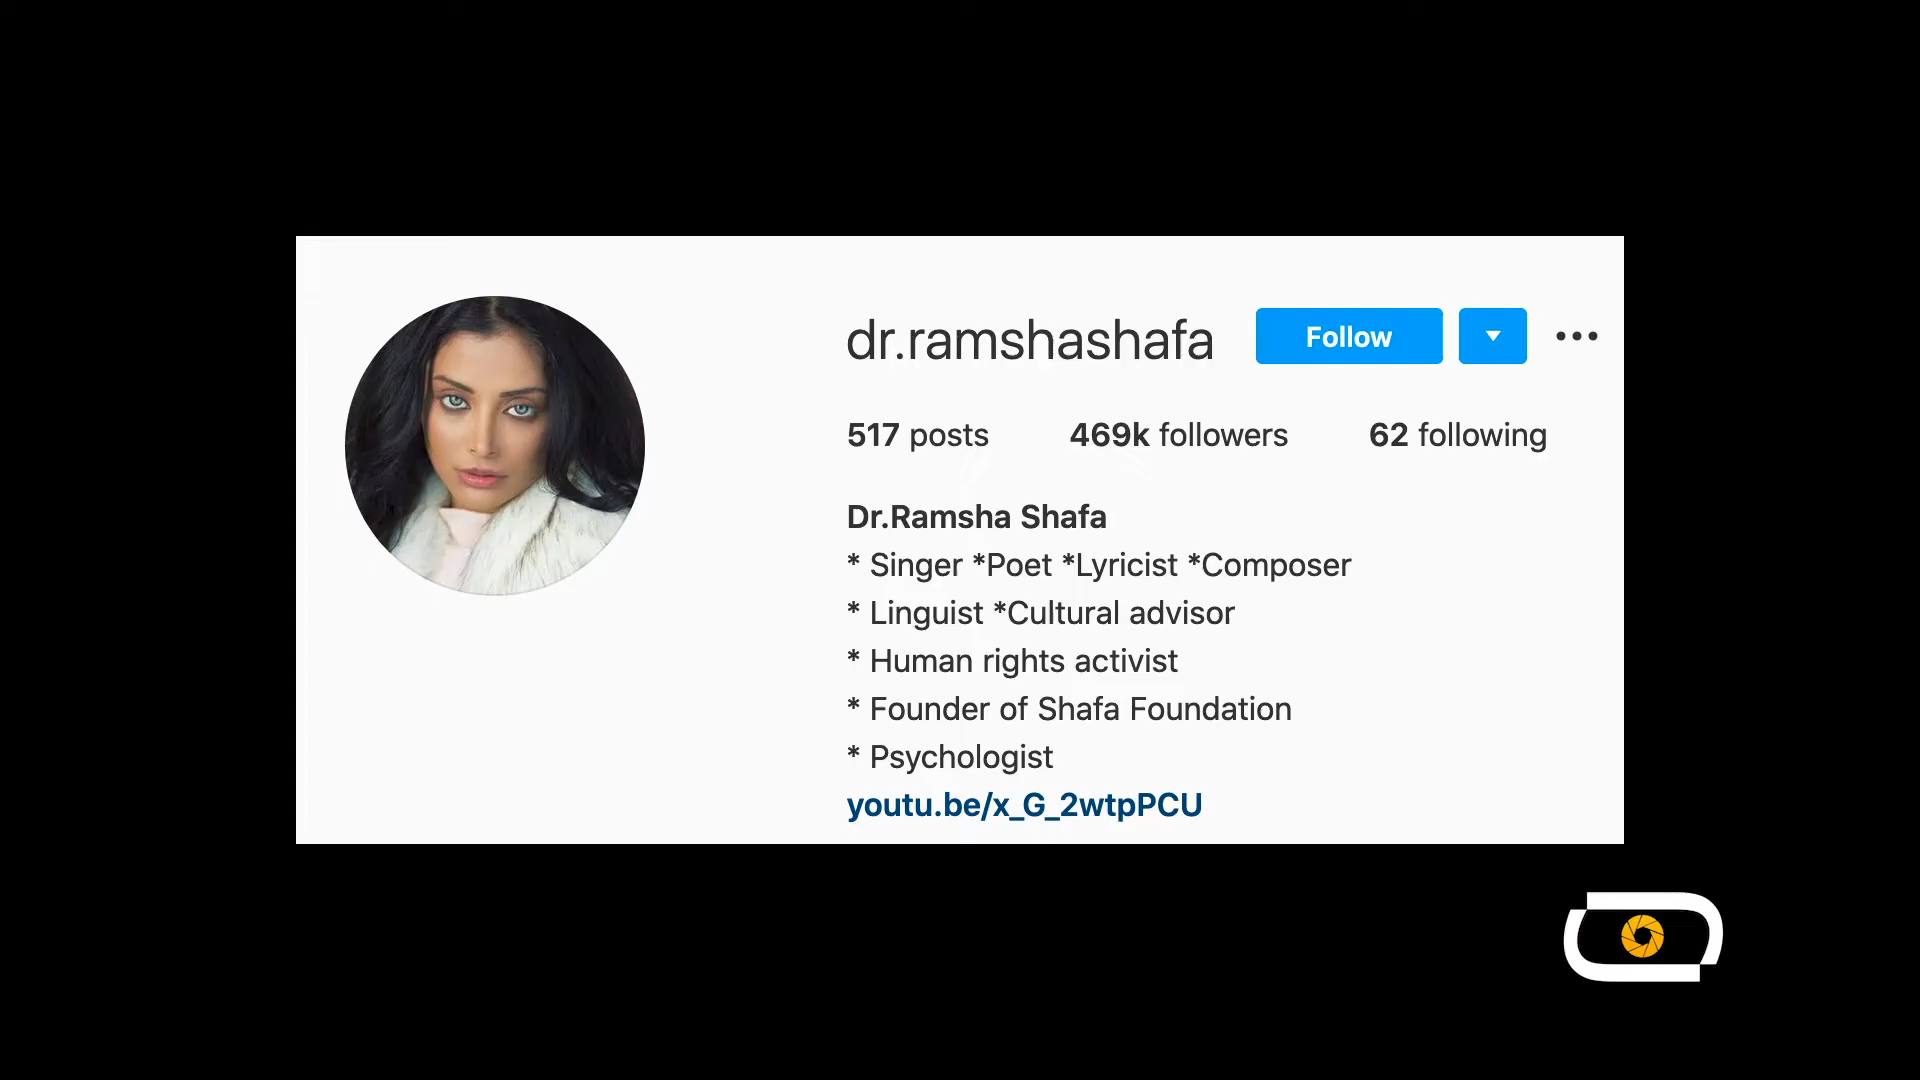 dr.ramshashafa Follow
517 posts 469k followers 62 following
Dr.Ramsha Shafa
* Singer *Poet *Lyricist *Composer
* Linguist *Cultural advisor
* Human rights activist
* Founder of Shafa Foundation
* Psychologist
youtu.be/x_G_2wtpPCU